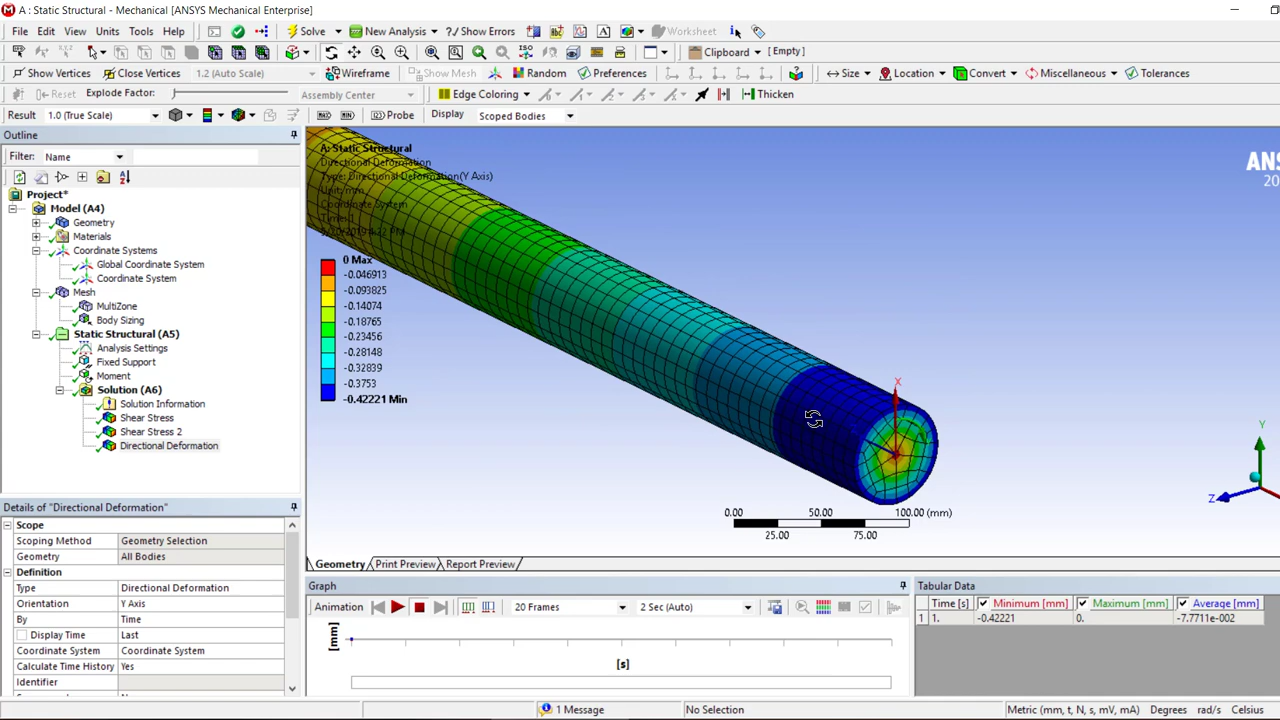 A : Static Structural - Mechanical [ANSYS Mechanical Enterprise]
File Edit View Units Tools Help Solve New Analysis ? Show Errors Worksheet
Clipboard [ Empty ]
Show Vertices Close Vertices 1.2 (Auto Scale) Wireframe Show Mesh Random Preferences Size Location Convert Miscellaneous Tolerances
Reset Explode Factor: Assembly Center Edge Coloring Thicken
Result 1.0 (True Scale) Probe Display Scoped Bodies
Outline
Filter: Name
Project*
Model (A4)
Geometry
Materials
Coordinate Systems
Global Coordinate System
Coordinate System
Mesh
MultiZone
Body Sizing
Static Structural (A5)
Analysis Settings
Fixed Support
Moment
Solution (A6)
Solution Information
Shear Stress
Shear Stress 2
Directional Deformation
A: Static Structural
Directional Deformation
Type: Directional Deformation(Y Axis)
Unit: mm
Coordinate System
Time: 1
0 Max
-0.046913
-0.093825
-0.14074
-0.18765
-0.23456
-0.28148
-0.32839
-0.3753
-0.42221 Min
ANS
20
X
Y
Z
0.00 50.00 100.00 (mm)
25.00 75.00
Geometry Print Preview Report Preview
Details of "Directional Deformation"
Scope
Scoping Method Geometry Selection
Geometry All Bodies
Definition
Type Directional Deformation
Orientation Y Axis
By Time
Display Time Last
Coordinate System Coordinate System
Calculate Time History Yes
Identifier
Graph
Animation 20 Frames 2 Sec (Auto)
[mm]
[s]
Tabular Data
Time [s] Minimum [mm] Maximum [mm] Average [mm]
1 1. -0.42221 0. -7.7711e-002
1 Message No Selection Metric (mm, t, N, s, mV, mA) Degrees rad/s Celsius